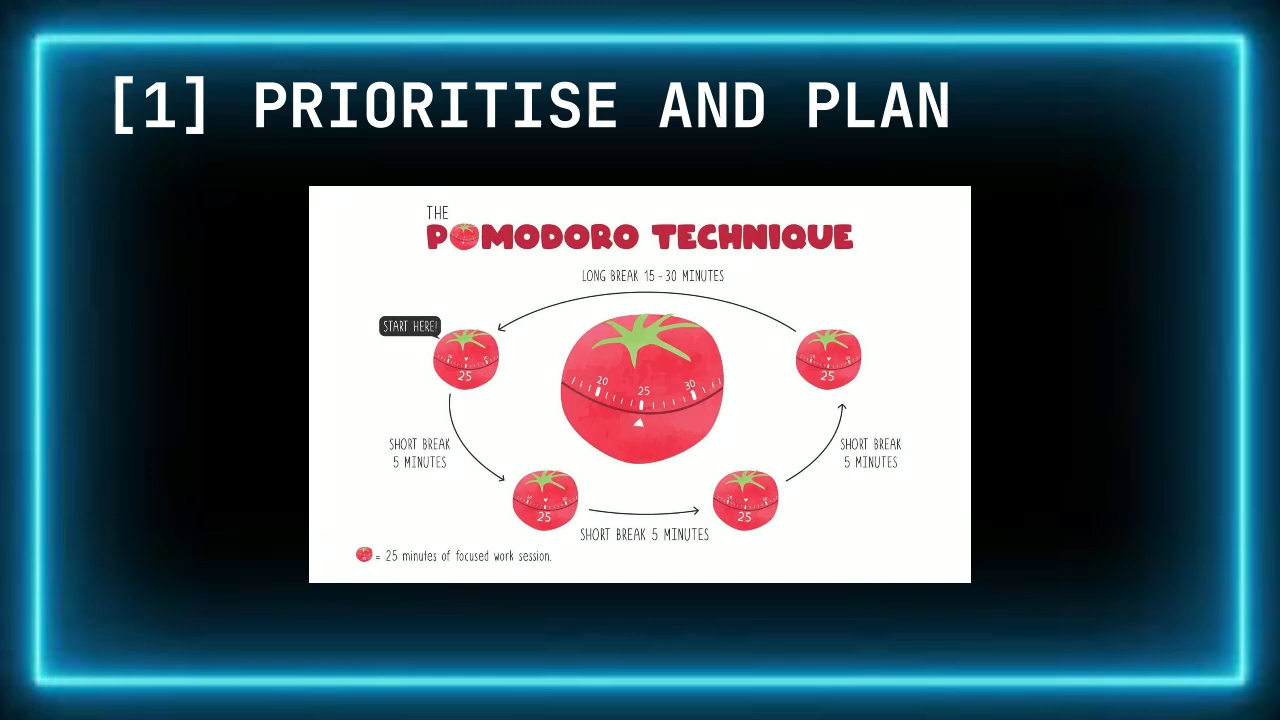 [1] PRIORITISE AND PLAN
THE
POMODORO TECHNIQUE
LONG BREAK 15-30 MINUTES
START HERE!
25
25
20 25 30
SHORT BREAK
5 MINUTES
SHORT BREAK
5 MINUTES
25
25
SHORT BREAK 5 MINUTES
= 25 minutes of focused work session.